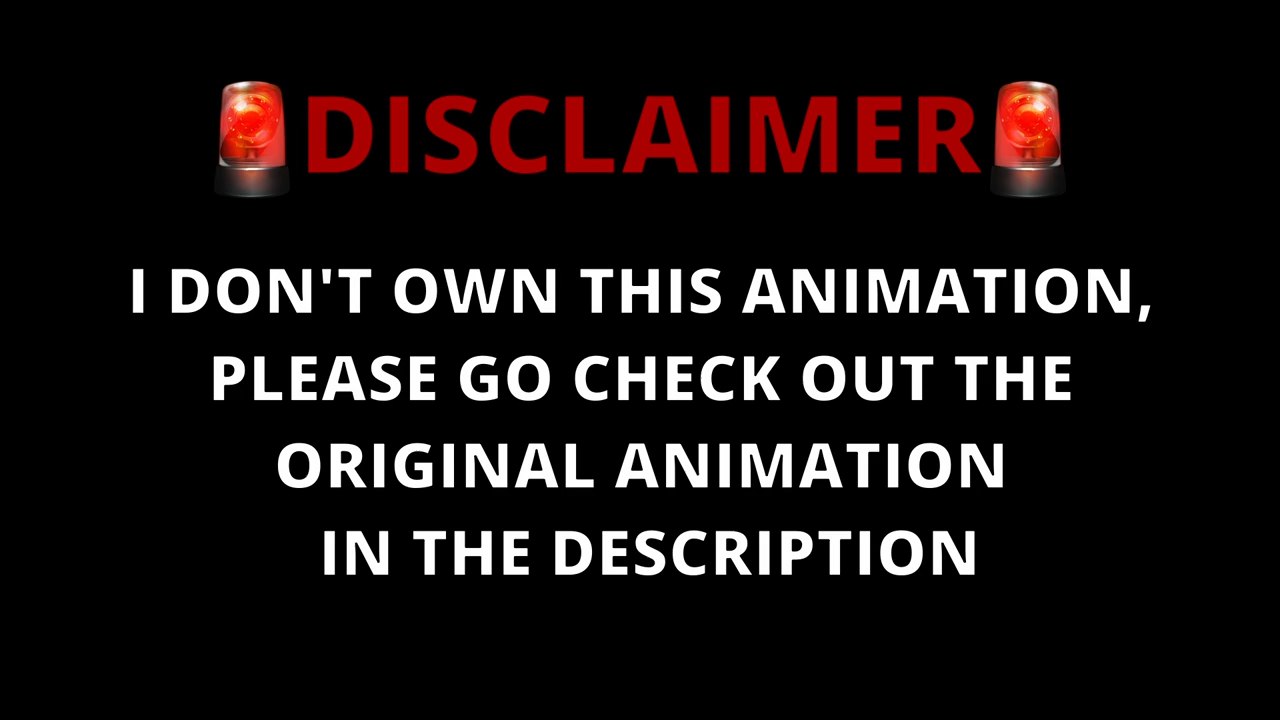 🚨DISCLAIMER🚨
I DON'T OWN THIS ANIMATION,
PLEASE GO CHECK OUT THE
ORIGINAL ANIMATION
IN THE DESCRIPTION